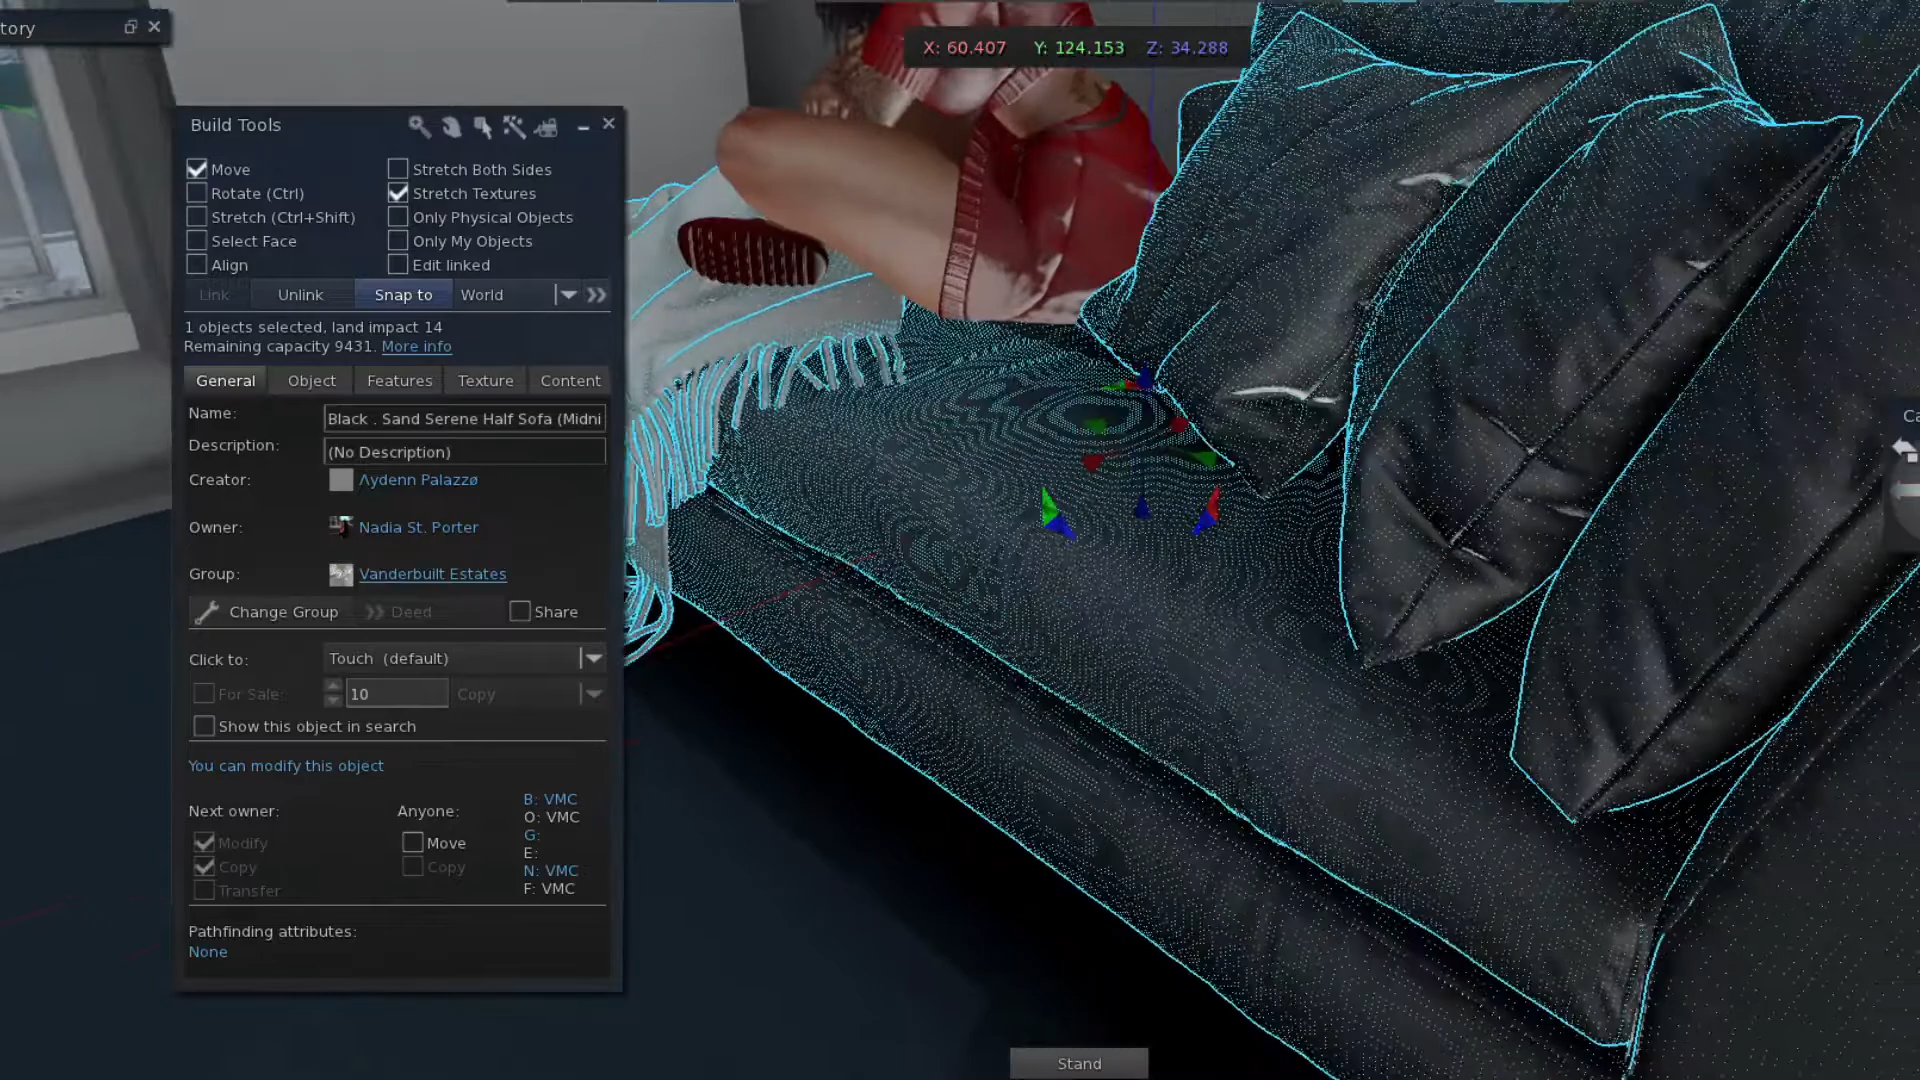 tory
X: 60.407 Y: 124.153 Z: 34.288
Build Tools
Move
Stretch Both Sides
Rotate (Ctrl)
Stretch Textures
Stretch (Ctrl+Shift)
Only Physical Objects
Select Face
Only My Objects
Align
Edit linked
Link Unlink Snap to World
1 objects selected, land impact 14
Remaining capacity 9431. More info
General Object Features Texture Content
Name: Black . Sand Serene Half Sofa (Midni
Description: (No Description)
Creator: Λydenn Palazzø
Owner: Nadia St. Porter
Group: Vanderbuilt Estates
Change Group Deed Share
Click to: Touch (default)
For Sale: 10 Copy
Show this object in search
You can modify this object
Next owner: Anyone:
Modify Move
Copy Copy
Transfer
B: VMC
O: VMC
G:
E:
N: VMC
F: VMC
Pathfinding attributes:
None
Ca
Stand